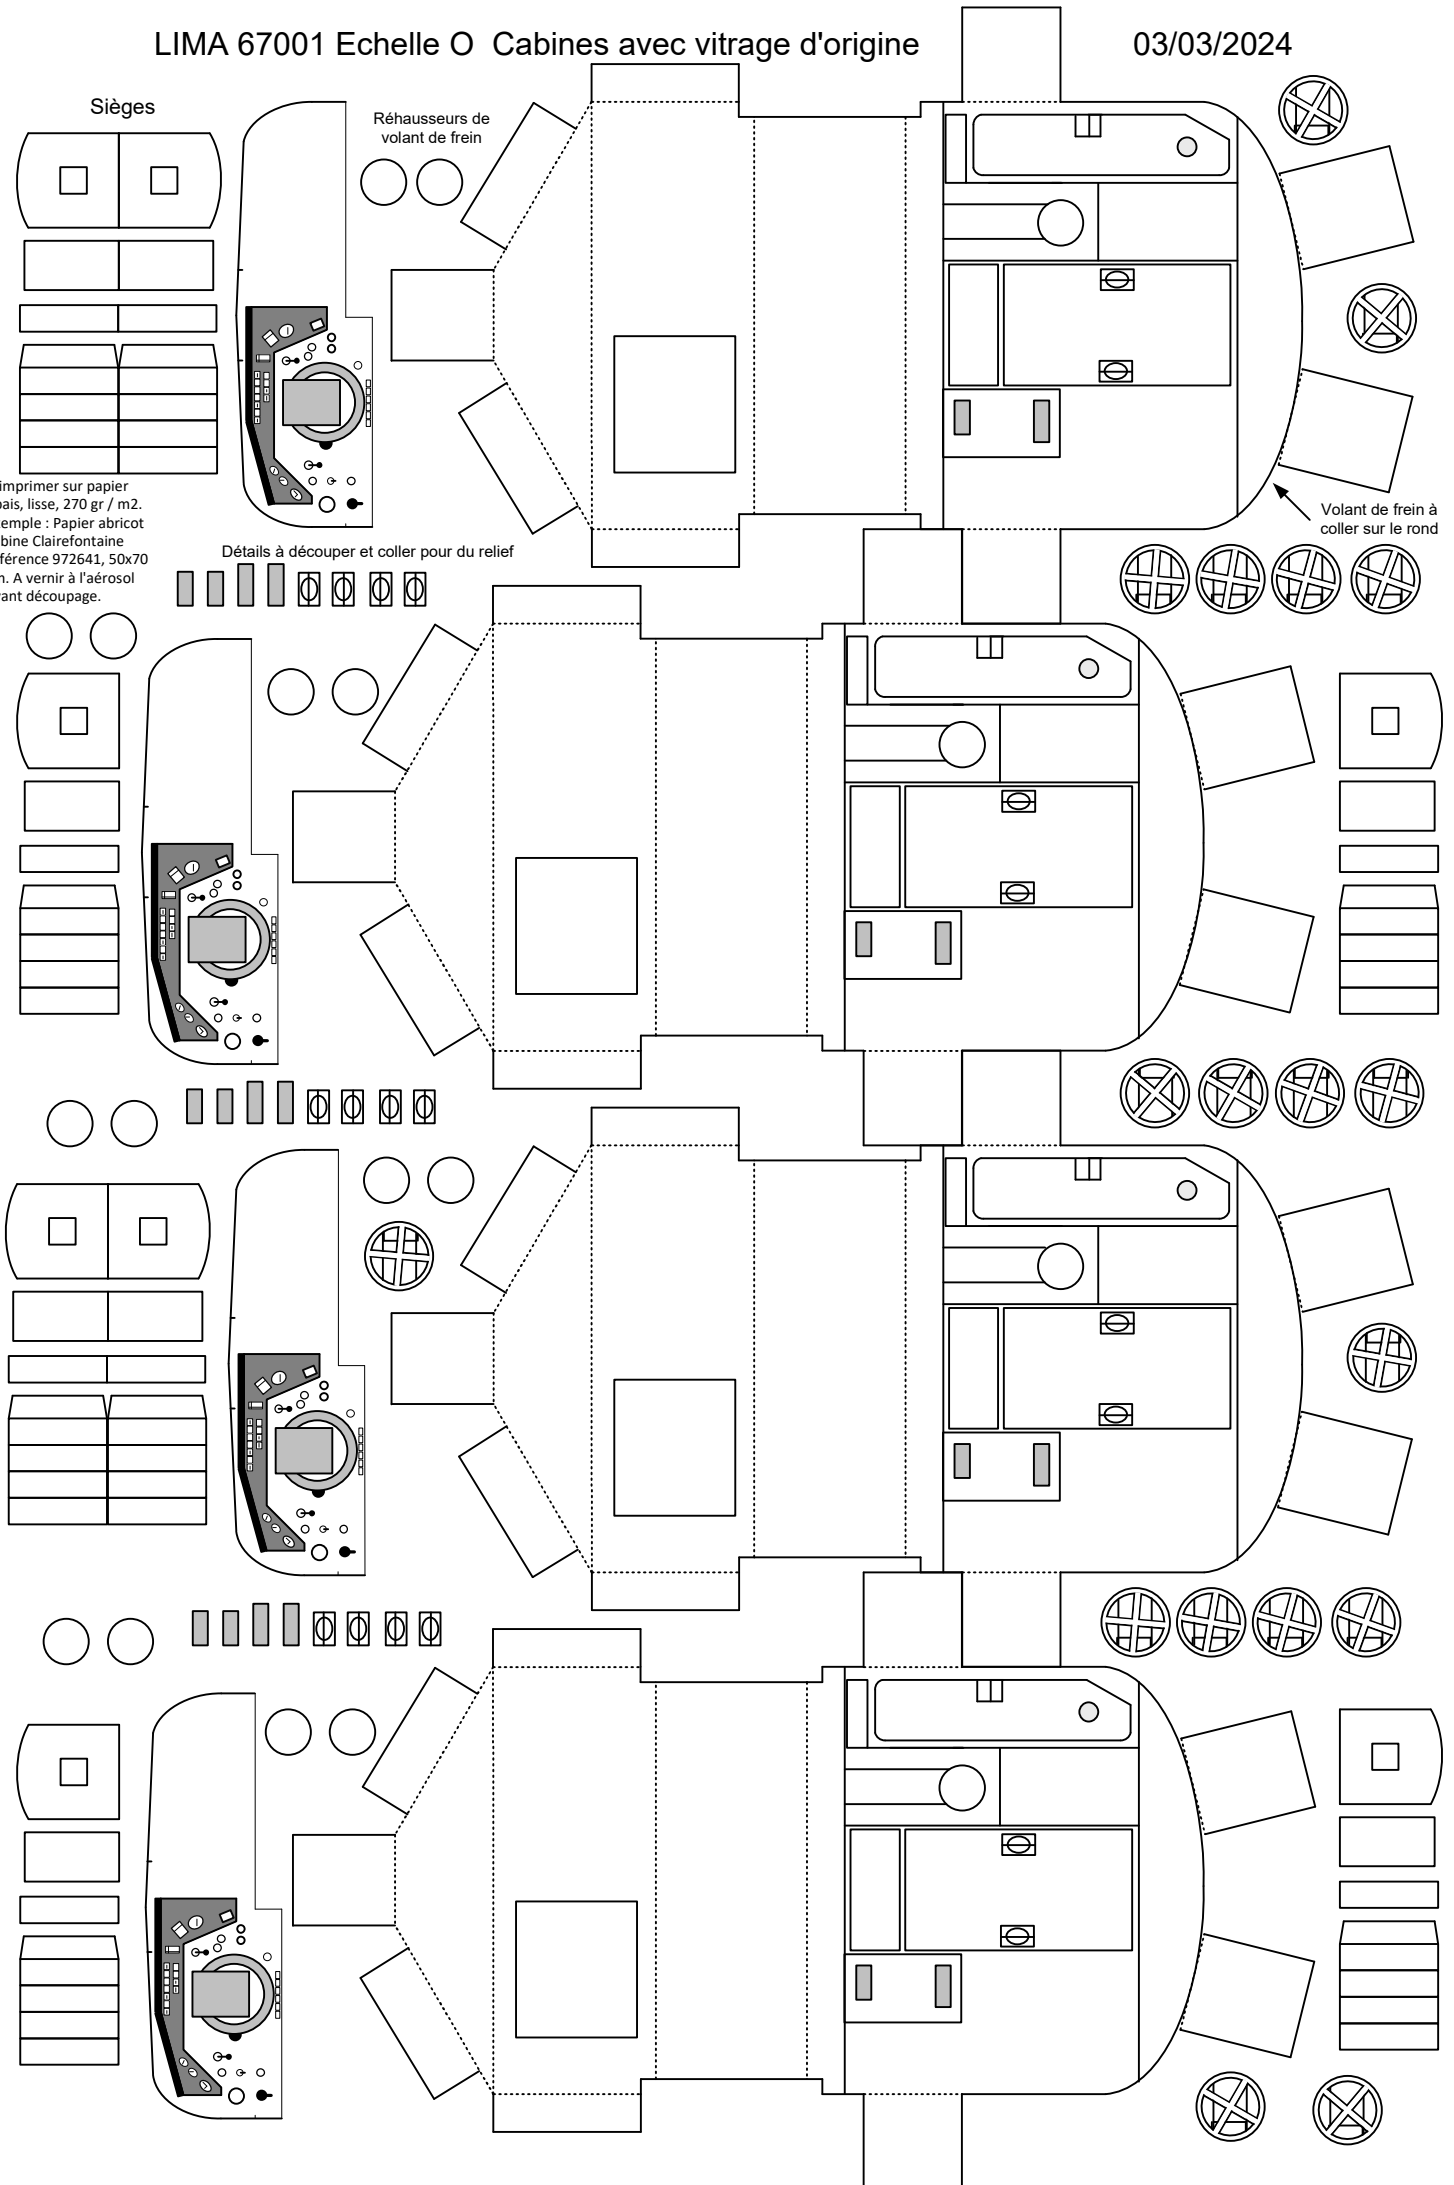 LIMA 67001 Echelle O  Cabines avec vitrage d'origine
03/03/2024
Sièges
Réhausseurs de
volant de frein
imprimer sur papier
lisse, 270 gr / m2.
: Papier abricot
Clairefontaine
972641, 50x70
A vernir à l'aérosol
découpage.
Détails à découper et coller pour du relief
Volant de frein à
coller sur le rond